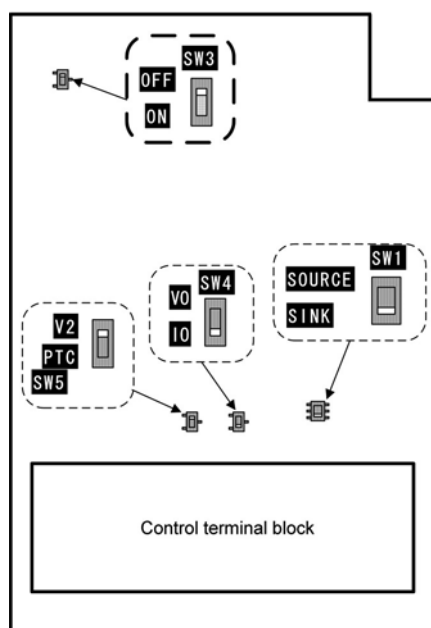 SW3
OFF
ON
SW1
SOURCE
SINK
SW4
VO
IO
V2
PTC
SW5
Control terminal block